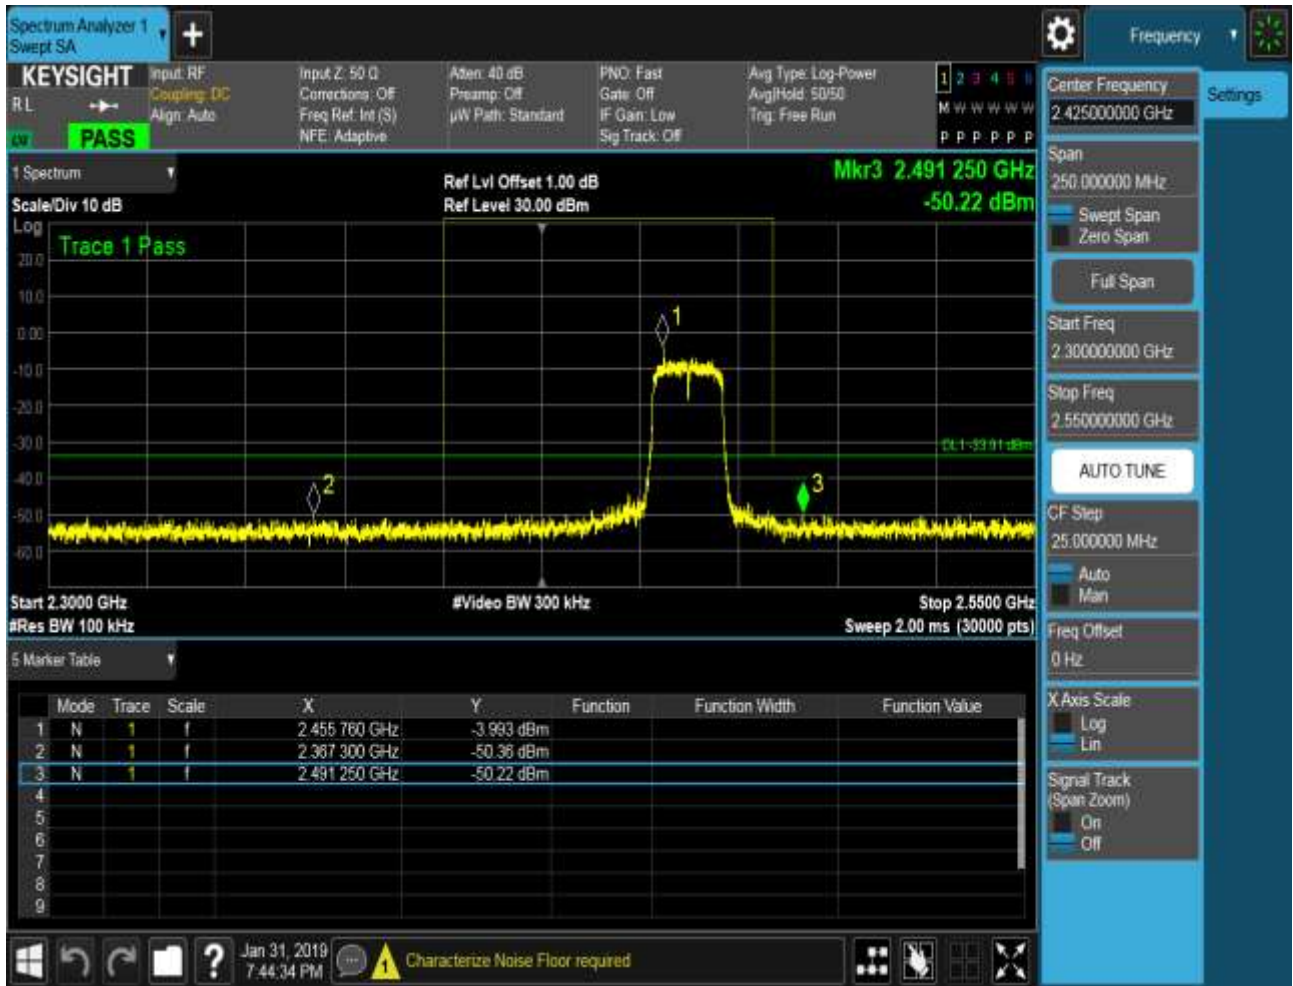 Spectrum Analyzer 1
Swept SA
+
Frequency
KEYSIGHT
R L
PASS
Input: RF
Coupling: DC
Align: Auto
Input Z: 50 Ω
Corrections: Off
Freq Ref: Int (S)
NFE: Adaptive
Atten: 40 dB
Preamp: Off
µW Path: Standard
PNO: Fast
Gate: Off
IF Gain: Low
Sig Track: Off
Avg Type: Log-Power
Avg|Hold: 50/50
Trig: Free Run
1 2 3 4 5 6
M W W W W W
P P P P P P
1 Spectrum
Scale/Div 10 dB
Ref Lvl Offset 1.00 dB
Ref Level 30.00 dBm
Mkr3 2.491 250 GHz
-50.22 dBm
Log
Trace 1 Pass
20.0
10.0
0.00
-10.0
-20.0
-30.0
-40.0
-50.0
-60.0
1
2
3
DL1 -33.91 dBm
Start 2.3000 GHz
#Res BW 100 kHz
#Video BW 300 kHz
Stop 2.5500 GHz
Sweep 2.00 ms (30000 pts)
5 Marker Table
Mode Trace Scale X Y Function Function Width Function Value
1 N 1 f 2.455 760 GHz -3.993 dBm
2 N 1 f 2.367 300 GHz -50.36 dBm
3 N 1 f 2.491 250 GHz -50.22 dBm
4
5
6
7
8
9
Jan 31, 2019
7:44:34 PM
Characterize Noise Floor required
Center Frequency
2.425000000 GHz
Settings
Span
250.000000 MHz
Swept Span
Zero Span
Full Span
Start Freq
2.300000000 GHz
Stop Freq
2.550000000 GHz
AUTO TUNE
CF Step
25.000000 MHz
Auto
Man
Freq Offset
0 Hz
X Axis Scale
Log
Lin
Signal Track
(Span Zoom)
On
Off